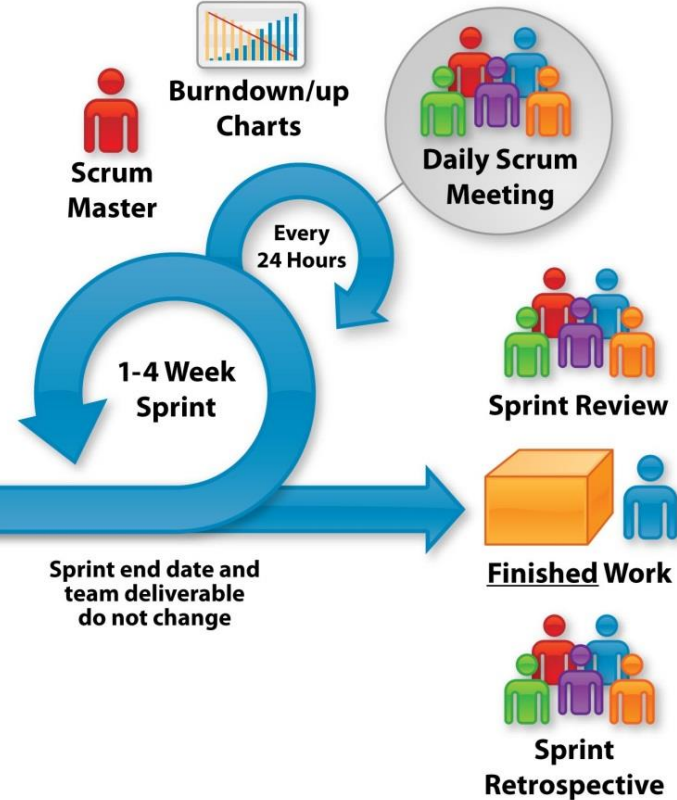 Burndown/up
Charts
Scrum
Master
Daily Scrum
Meeting
Every
24 Hours
1-4 Week
Sprint
Sprint Review
Finished Work
Sprint end date and
team deliverable
do not change
Sprint
Retrospective